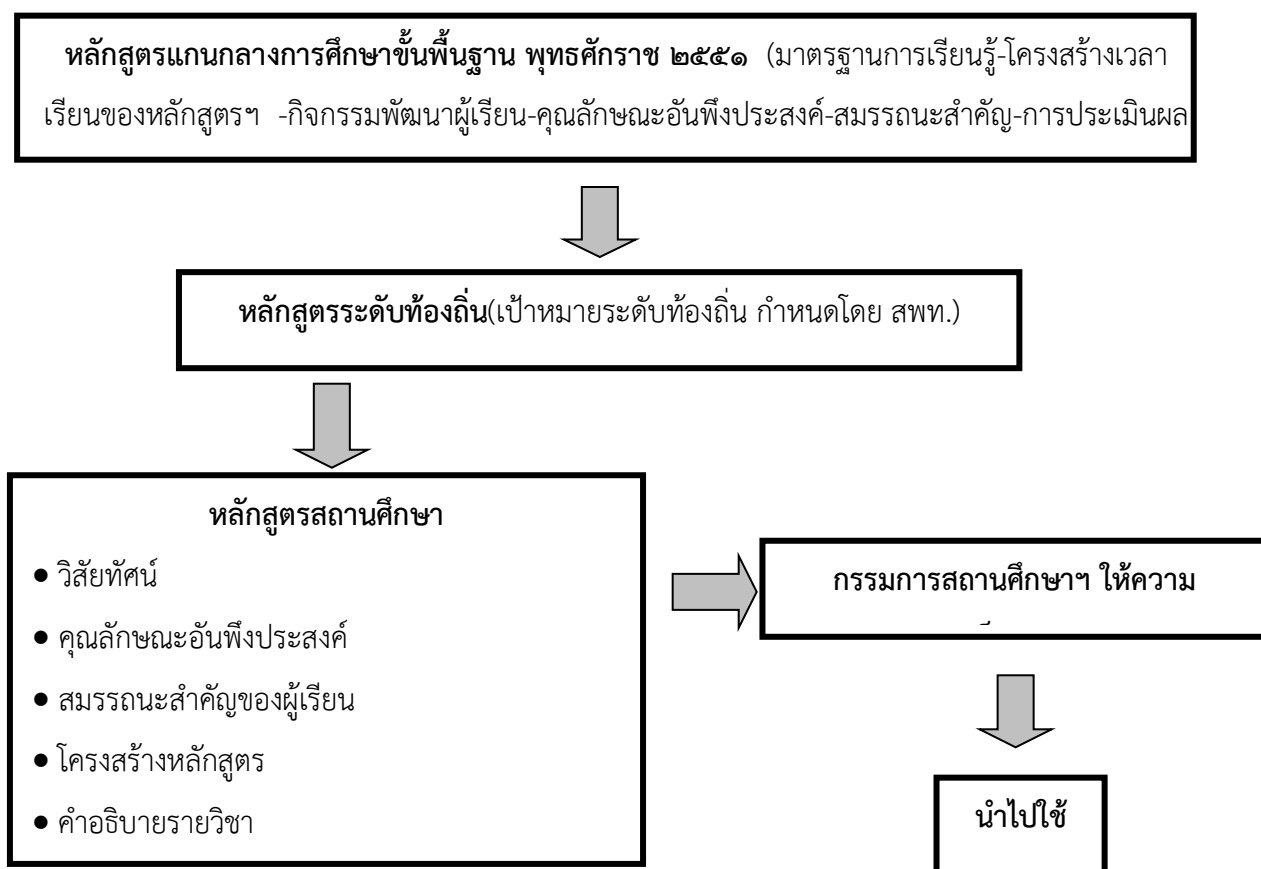 หลักสูตรแกนกลางการศึกษาขั้นพื้นฐาน พุทธศักราช ๒๕๕๑ (มาตรฐานการเรียนรู้-โครงสร้างเวลา
เรียนของหลักสูตรฯ -กิจกรรมพัฒนาผู้เรียน-คุณลักษณะอันพึงประสงค์-สมรรถนะสำคัญ-การประเมินผล
หลักสูตรระดับท้องถิ่น(เป้าหมายระดับท้องถิ่น กำหนดโดย สพท.)
หลักสูตรสถานศึกษา
● วิสัยทัศน์
● คุณลักษณะอันพึงประสงค์
● สมรรถนะสำคัญของผู้เรียน
● โครงสร้างหลักสูตร
● คำอธิบายรายวิชา
กรรมการสถานศึกษาฯ ให้ความ
นำไปใช้